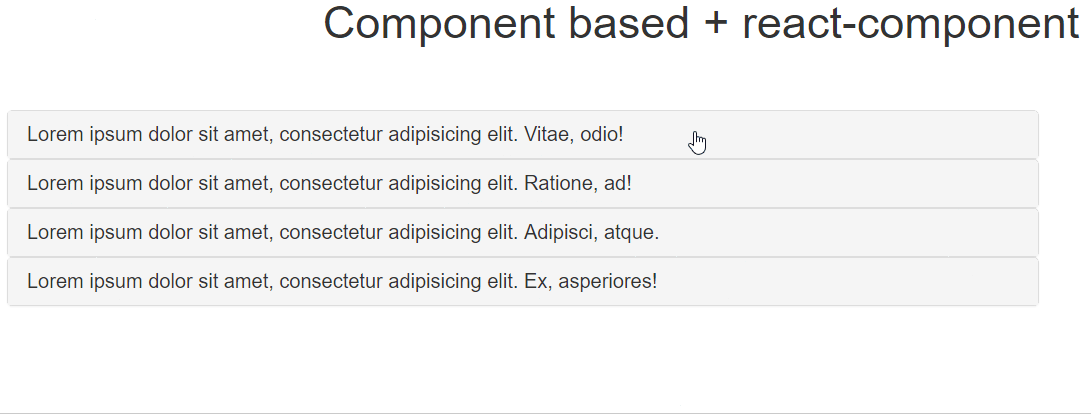 Component based + react-component
Lorem ipsum dolor sit amet, consectetur adipisicing elit. Vitae, odio!
Lorem ipsum dolor sit amet, consectetur adipisicing elit. Ratione, ad!
Lorem ipsum dolor sit amet, consectetur adipisicing elit. Adipisci, atque.
Lorem ipsum dolor sit amet, consectetur adipisicing elit. Ex, asperiores!